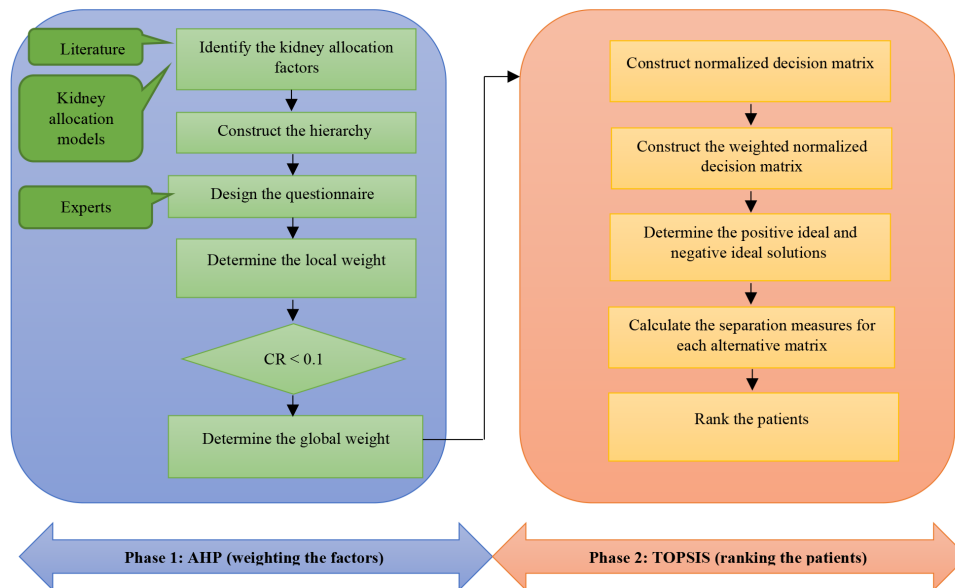 Literature
Kidney
allocation
models
Experts
Identify the kidney allocation
factors
Construct the hierarchy
Design the questionnaire
Determine the local weight
CR < 0.1
Determine the global weight
Construct normalized decision matrix
Construct the weighted normalized
decision matrix
Determine the positive ideal and
negative ideal solutions
Calculate the separation measures for
each alternative matrix
Rank the patients
Phase 1: AHP (weighting the factors)
Phase 2: TOPSIS (ranking the patients)